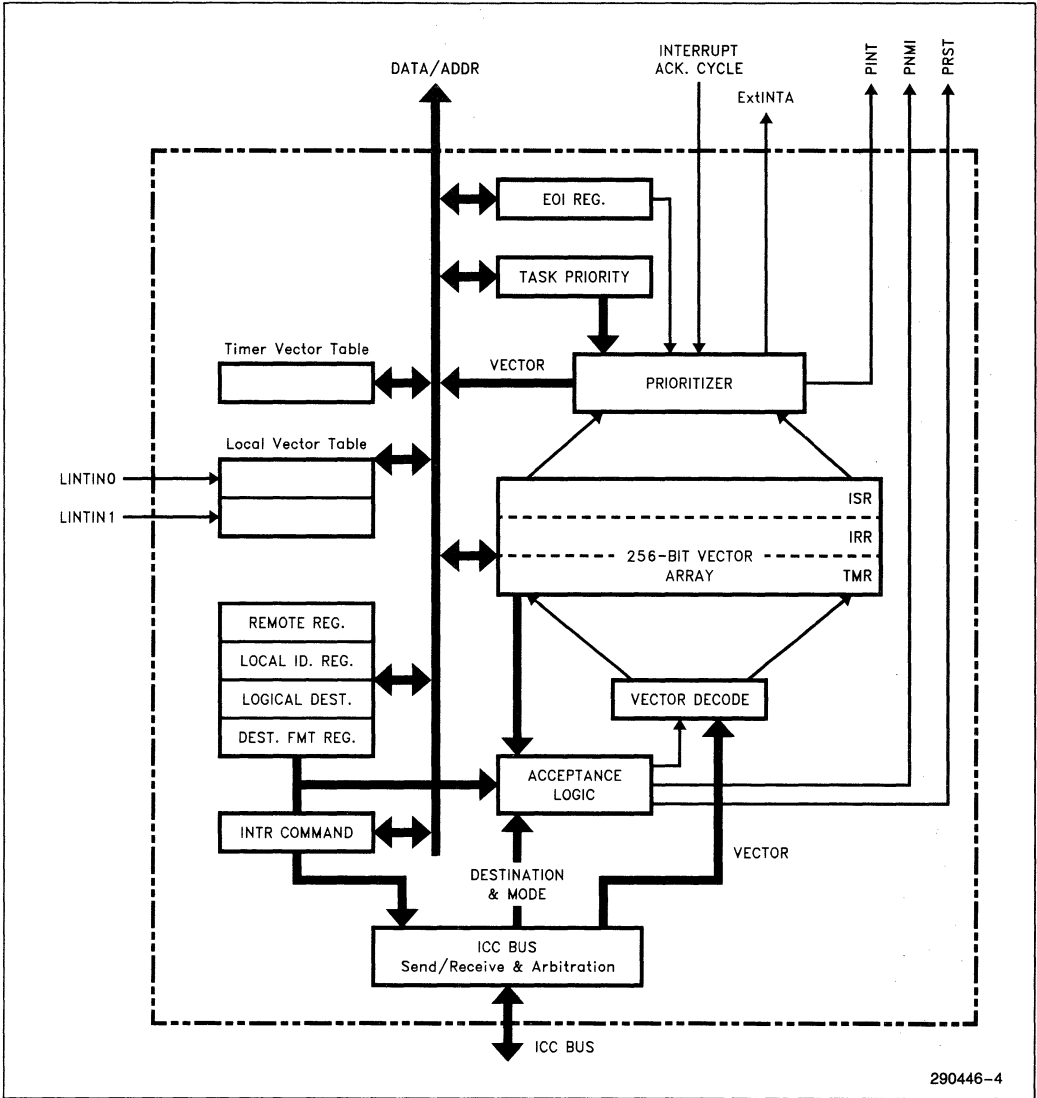 DATA/ADDR
INTERRUPT
ACK. CYCLE
ExtINTA
PINT
PNMI
PRST
EOI REG.
TASK PRIORITY
Timer Vector Table
VECTOR
PRIORITIZER
Local Vector Table
LINTIN0
LINTIN1
ISR
IRR
256-BIT VECTOR
ARRAY
TMR
REMOTE REG.
LOCAL ID. REG.
LOGICAL DEST.
DEST. FMT REG.
VECTOR DECODE
ACCEPTANCE
LOGIC
INTR COMMAND
DESTINATION
& MODE
VECTOR
ICC BUS
Send/Receive & Arbitration
ICC BUS
290446-4